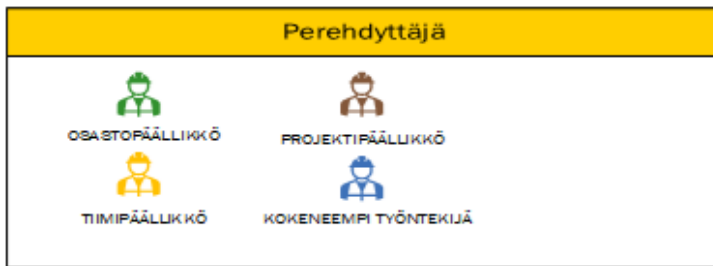 Perehdyttäjä
OSASTOPÄÄLLIKKÖ
PROJEKTIPÄÄLLIKKÖ
TIIMIPÄÄLLIKKÖ
KOKENEEMPI TYÖNTEKIJÄ